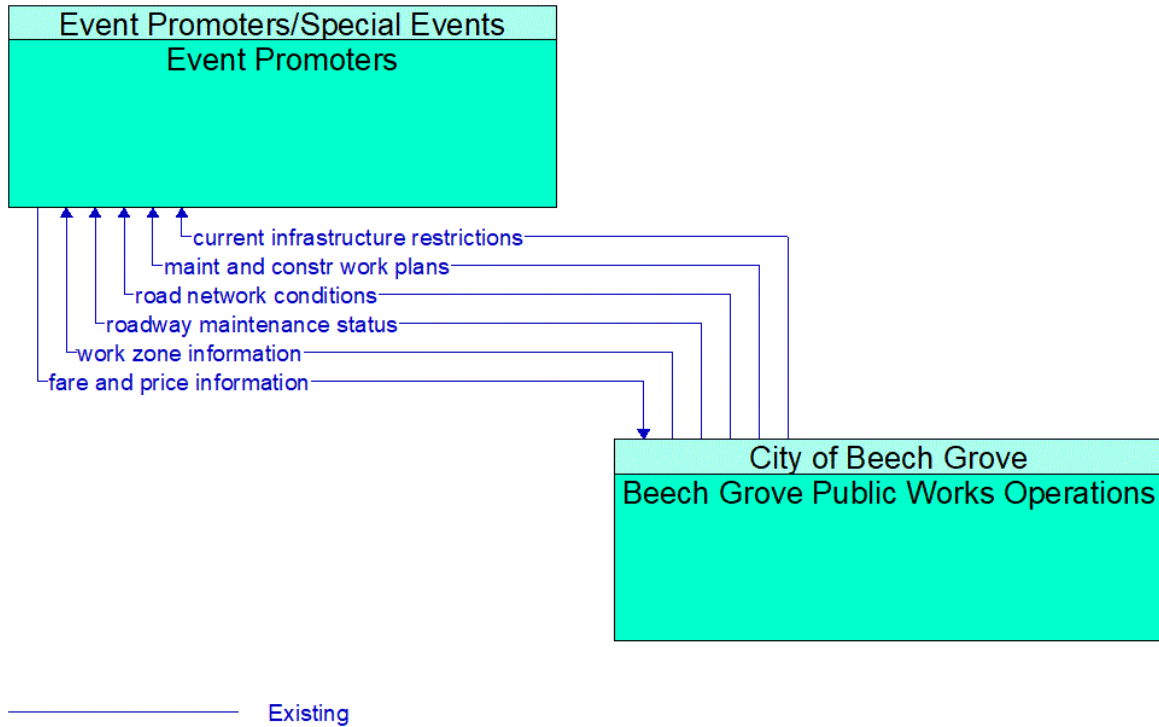 Event Promoters/Special Events
Event Promoters
current infrastructure restrictions
maint and constr work plans
road network conditions
roadway maintenance status
work zone information
fare and price information
City of Beech Grove
Beech Grove Public Works Operations
Existing